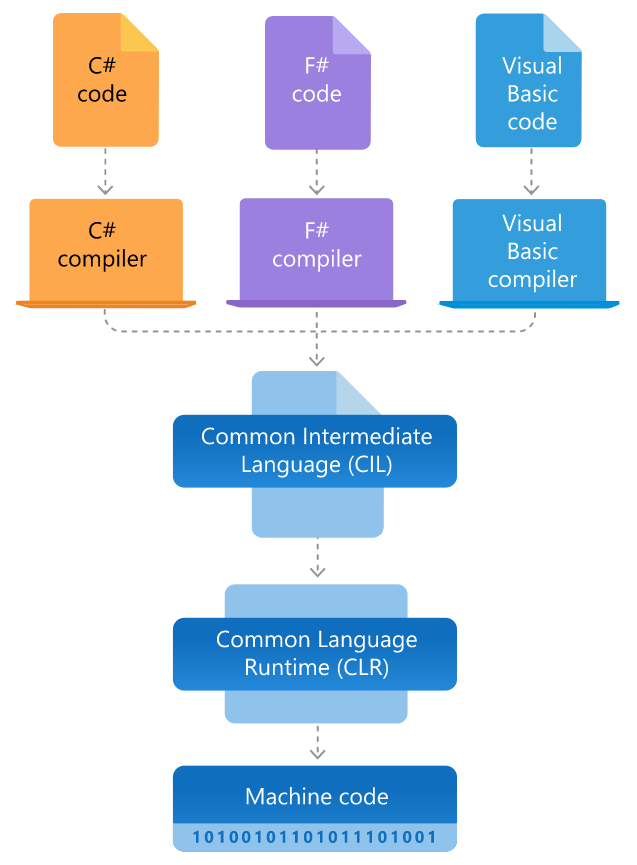 C#
code
F#
code
Visual
Basic
code
C#
compiler
F#
compiler
Visual
Basic
compiler
Common Intermediate
Language (CIL)
Common Language
Runtime (CLR)
Machine code
101001011010111101001